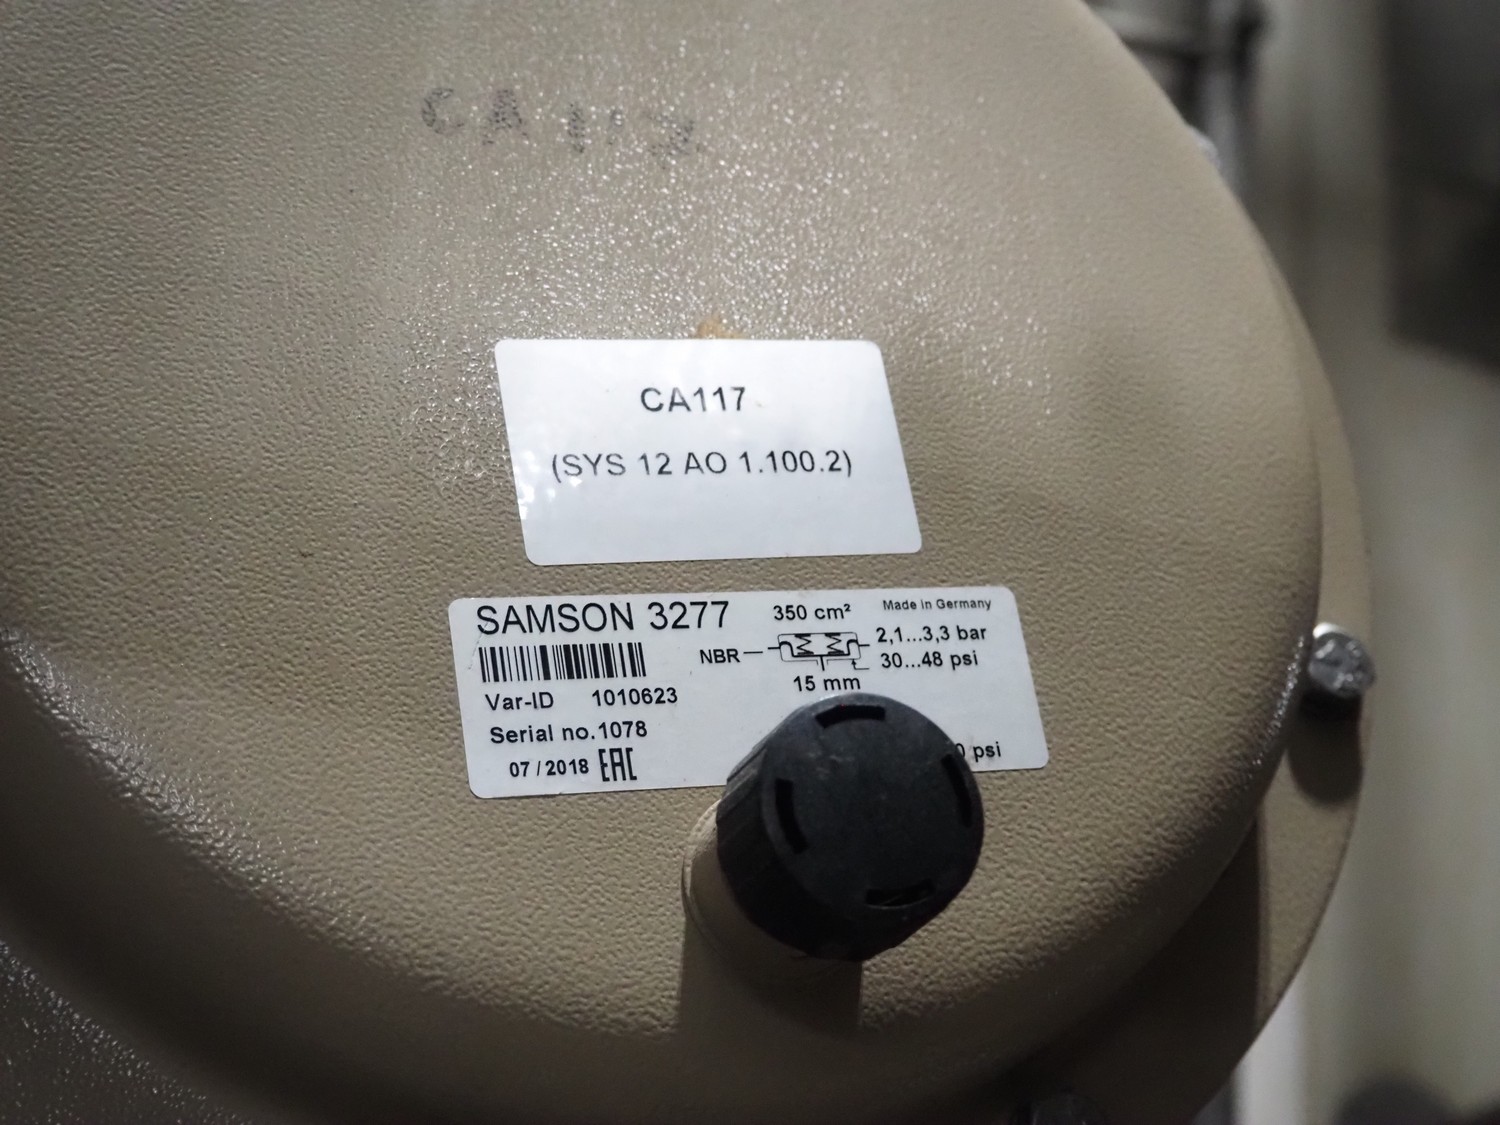 CA117
(SYS 12 AO 1.100.2)
SAMSON 3277
350 cm²
Made in Germany
2,1...3,3 bar
NBR
30...48 psi
15 mm
Var-ID 1010623
Serial no.1078
psi
07 / 2018 EAC